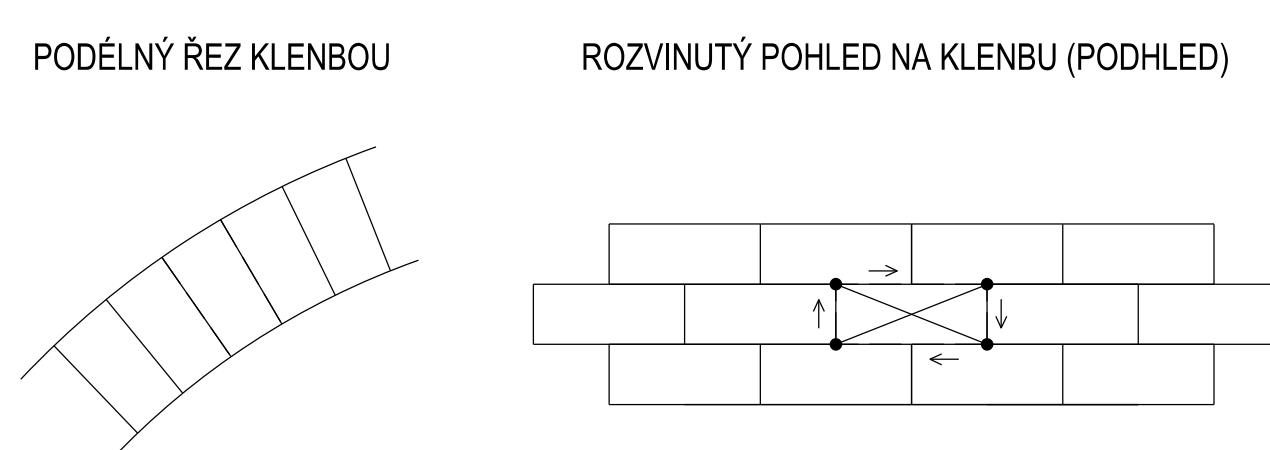 PODÉLNÝ ŘEZ KLENBOU
ROZVINUTÝ POHLED NA KLENBU (PODHLED)